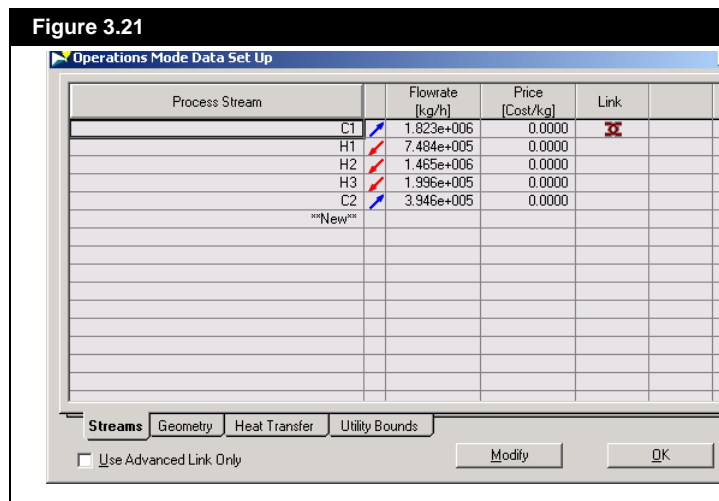 Figure 3.21
Operations Mode Data Set Up
Process Stream Flowrate [kg/h] Price [Cost/kg] Link
C1 1.823e+006 0.0000
H1 7.484e+005 0.0000
H2 1.465e+006 0.0000
H3 1.996e+005 0.0000
C2 3.946e+005 0.0000
**New**
Streams Geometry Heat Transfer Utility Bounds
Use Advanced Link Only Modify OK